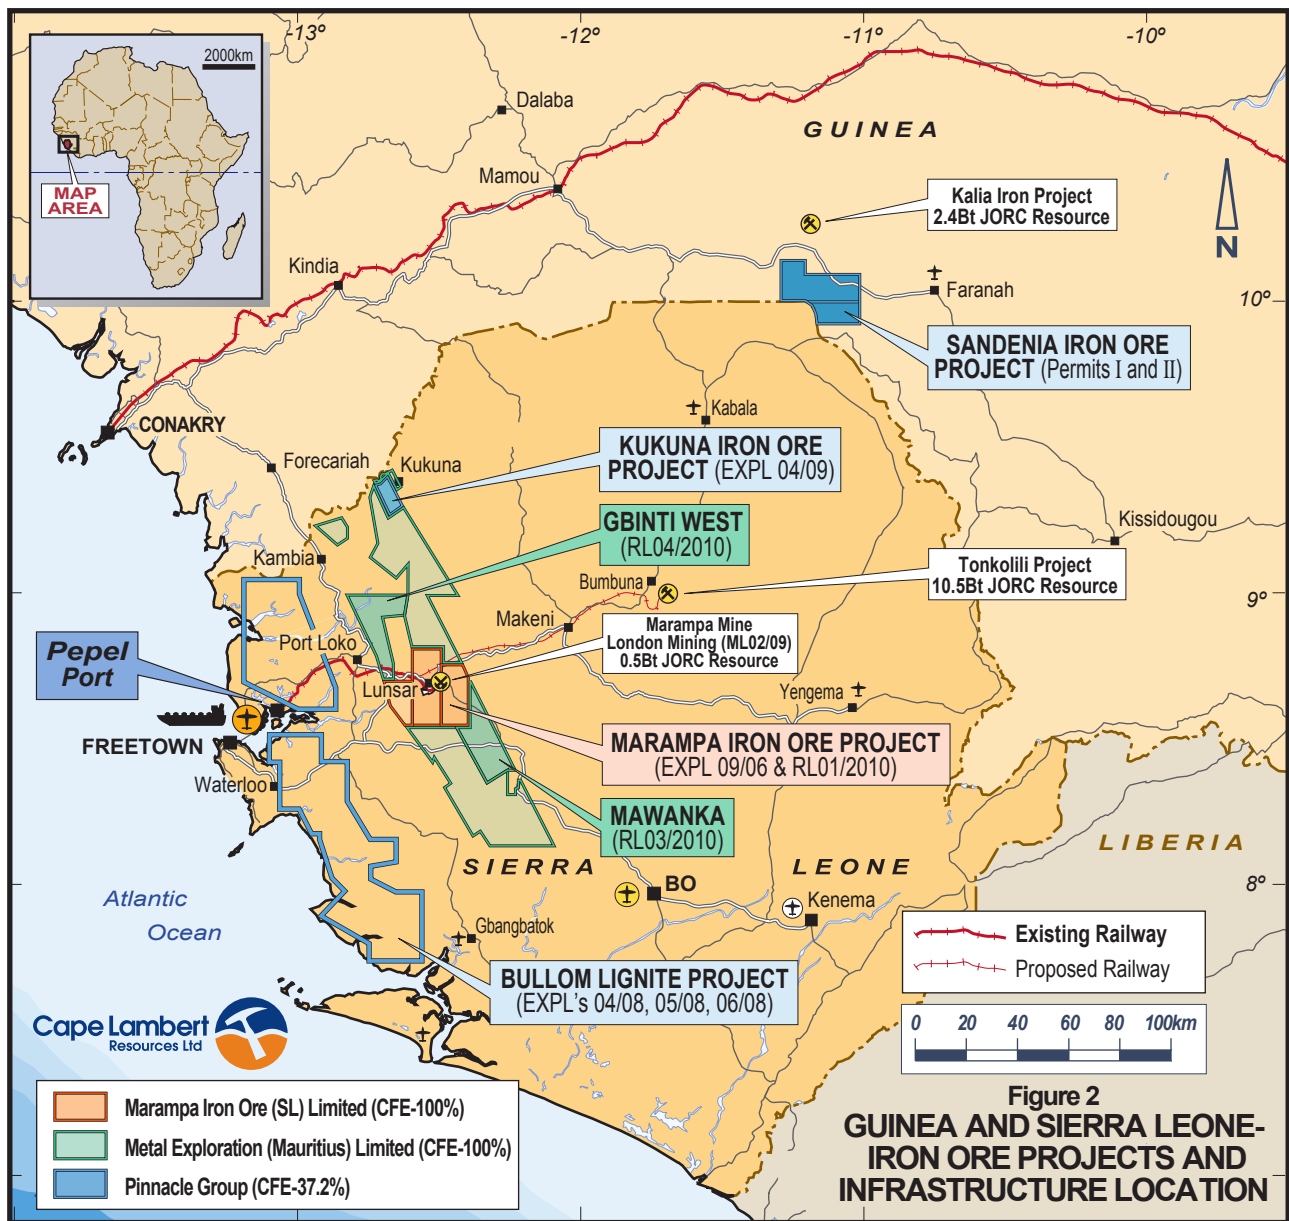 -13º
-12º
-11º
-10º
2000km
MAP
AREA
Dalaba
GUINEA
Mamou
Kalia Iron Project
2.4Bt JORC Resource
N
Kindia
Faranah
10º
SANDENIA IRON ORE
PROJECT (Permits I and II)
Kabala
CONAKRY
KUKUNA IRON ORE
PROJECT (EXPL 04/09)
Forecariah
Kukuna
GBINTI WEST
(RL04/2010)
Kissidougou
Kambia
Tonkolili Project
10.5Bt JORC Resource
Bumbuna
9º
Makeni
Marampa Mine
London Mining (ML02/09)
0.5Bt JORC Resource
Pepel
Port
Port Loko
Lunsar
Yengema
FREETOWN
MARAMPA IRON ORE PROJECT
(EXPL 09/06 & RL01/2010)
Waterloo
MAWANKA
(RL03/2010)
LIBERIA
SIERRA
LEONE
8º
BO
Kenema
Atlantic
Ocean
Gbangbatok
Existing Railway
Proposed Railway
BULLOM LIGNITE PROJECT
(EXPL's 04/08, 05/08, 06/08)
Cape Lambert
Resources Ltd
0 20 40 60 80 100km
Marampa Iron Ore (SL) Limited (CFE-100%)
Metal Exploration (Mauritius) Limited (CFE-100%)
Pinnacle Group (CFE-37.2%)
Figure 2
GUINEA AND SIERRA LEONE-
IRON ORE PROJECTS AND
INFRASTRUCTURE LOCATION